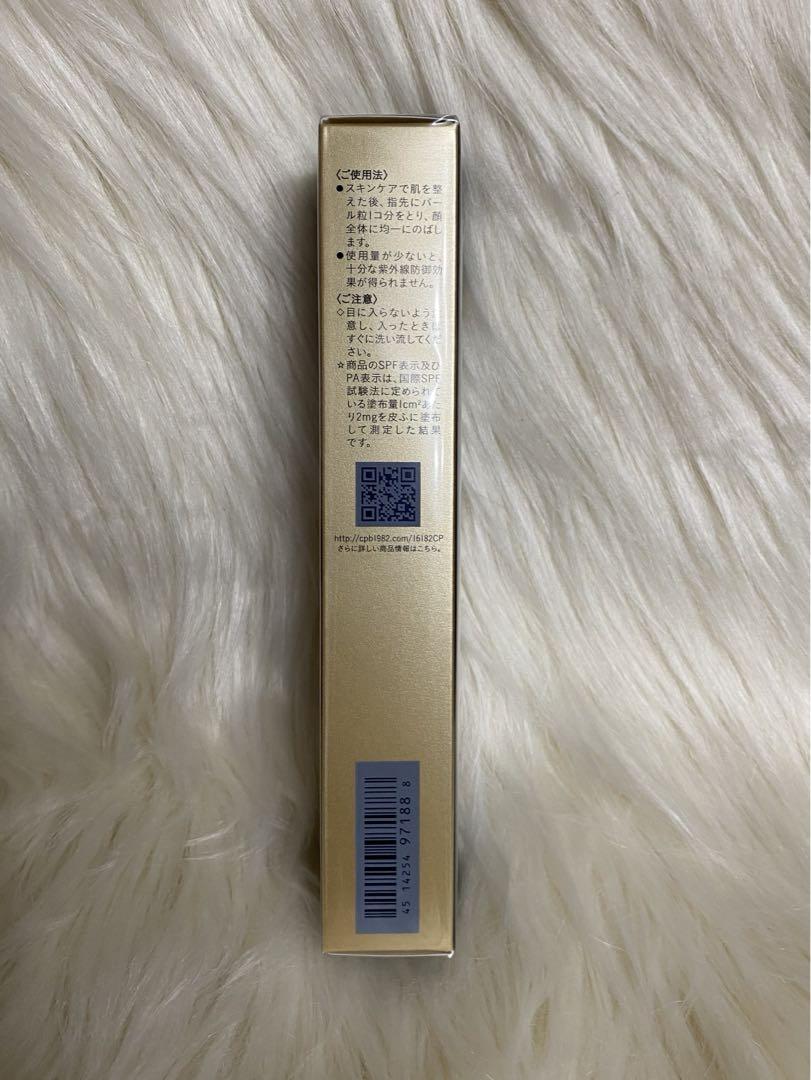 〈ご使用法〉
●スキンケアで肌を整
えた後、指先にパー
ル粒1コ分をとり、顔
全体に均一にのばし
ます。
●使用量が少ないと、
十分な紫外線防御効
果が得られません。
〈ご注意〉
◇目に入らないよう注
意し、入ったときは
すぐに洗い流してくだ
さい。
☆商品のSPF表示及び
PA表示は、国際SPF
試験法に定められて
いる塗布量1cm²あた
り2mgを皮ふに塗布
して測定した結果
です。
http://cpb1982.com/16182CP
さらに詳しい商品情報はこちら。
45 14254 97188 8